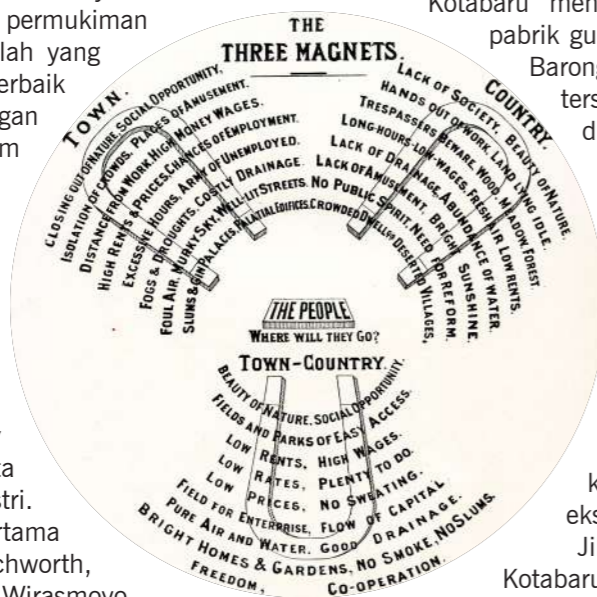 permukiman
lah yang
erbaik
gan
m
ta
stri.
rtama
chworth,
Wirasmoyo
THE
THREE MAGNETS.
TOWN.
CLOSING OUT OF NATURE. SOCIAL OPPORTUNITY.
ISOLATION OF CROWDS. PLACES OF AMUSEMENT.
DISTANCE FROM WORK. HIGH MONEY WAGES.
HIGH RENTS & PRICES. CHANCES OF EMPLOYMENT.
EXCESSIVE HOURS. ARMY OF UNEMPLOYED.
FOGS & DROUGHTS. COSTLY DRAINAGE.
FOUL AIR. MURKY SKY. WELL-LIT STREETS.
SLUMS & GIN PALACES. PALATIAL EDIFICES.
COUNTRY.
LACK OF SOCIETY. BEAUTY OF NATURE.
HANDS OUT OF WORK. LAND LYING IDLE.
TRESPASSERS BEWARE. WOOD, MEADOW, FOREST.
LONG-HOURS-LOW-WAGES. FRESH AIR LOW RENTS.
LACK OF DRAINAGE. ABUNDANCE OF WATER.
LACK OF AMUSEMENT. BRIGHT SUNSHINE.
NO PUBLIC SPIRIT. NEED FOR REFORM.
CROWDED DWELLGS DESERTED VILLAGES,
THE PEOPLE
WHERE WILL THEY GO?
TOWN-COUNTRY.
BEAUTY OF NATURE. SOCIAL OPPORTUNITY.
FIELDS AND PARKS OF EASY ACCESS.
LOW RENTS, HIGH WAGES.
LOW RATES, PLENTY TO DO.
LOW PRICES, NO SWEATING.
FIELD FOR ENTERPRISE, FLOW OF CAPITAL
PURE AIR AND WATER. GOOD DRAINAGE.
BRIGHT HOMES & GARDENS, NO SMOKE, NO SLUMS.
FREEDOM, CO-OPERATION.
Kotabaru men
pabrik gu
Barong
ters
d
k
eks
Ji
Kotabaru